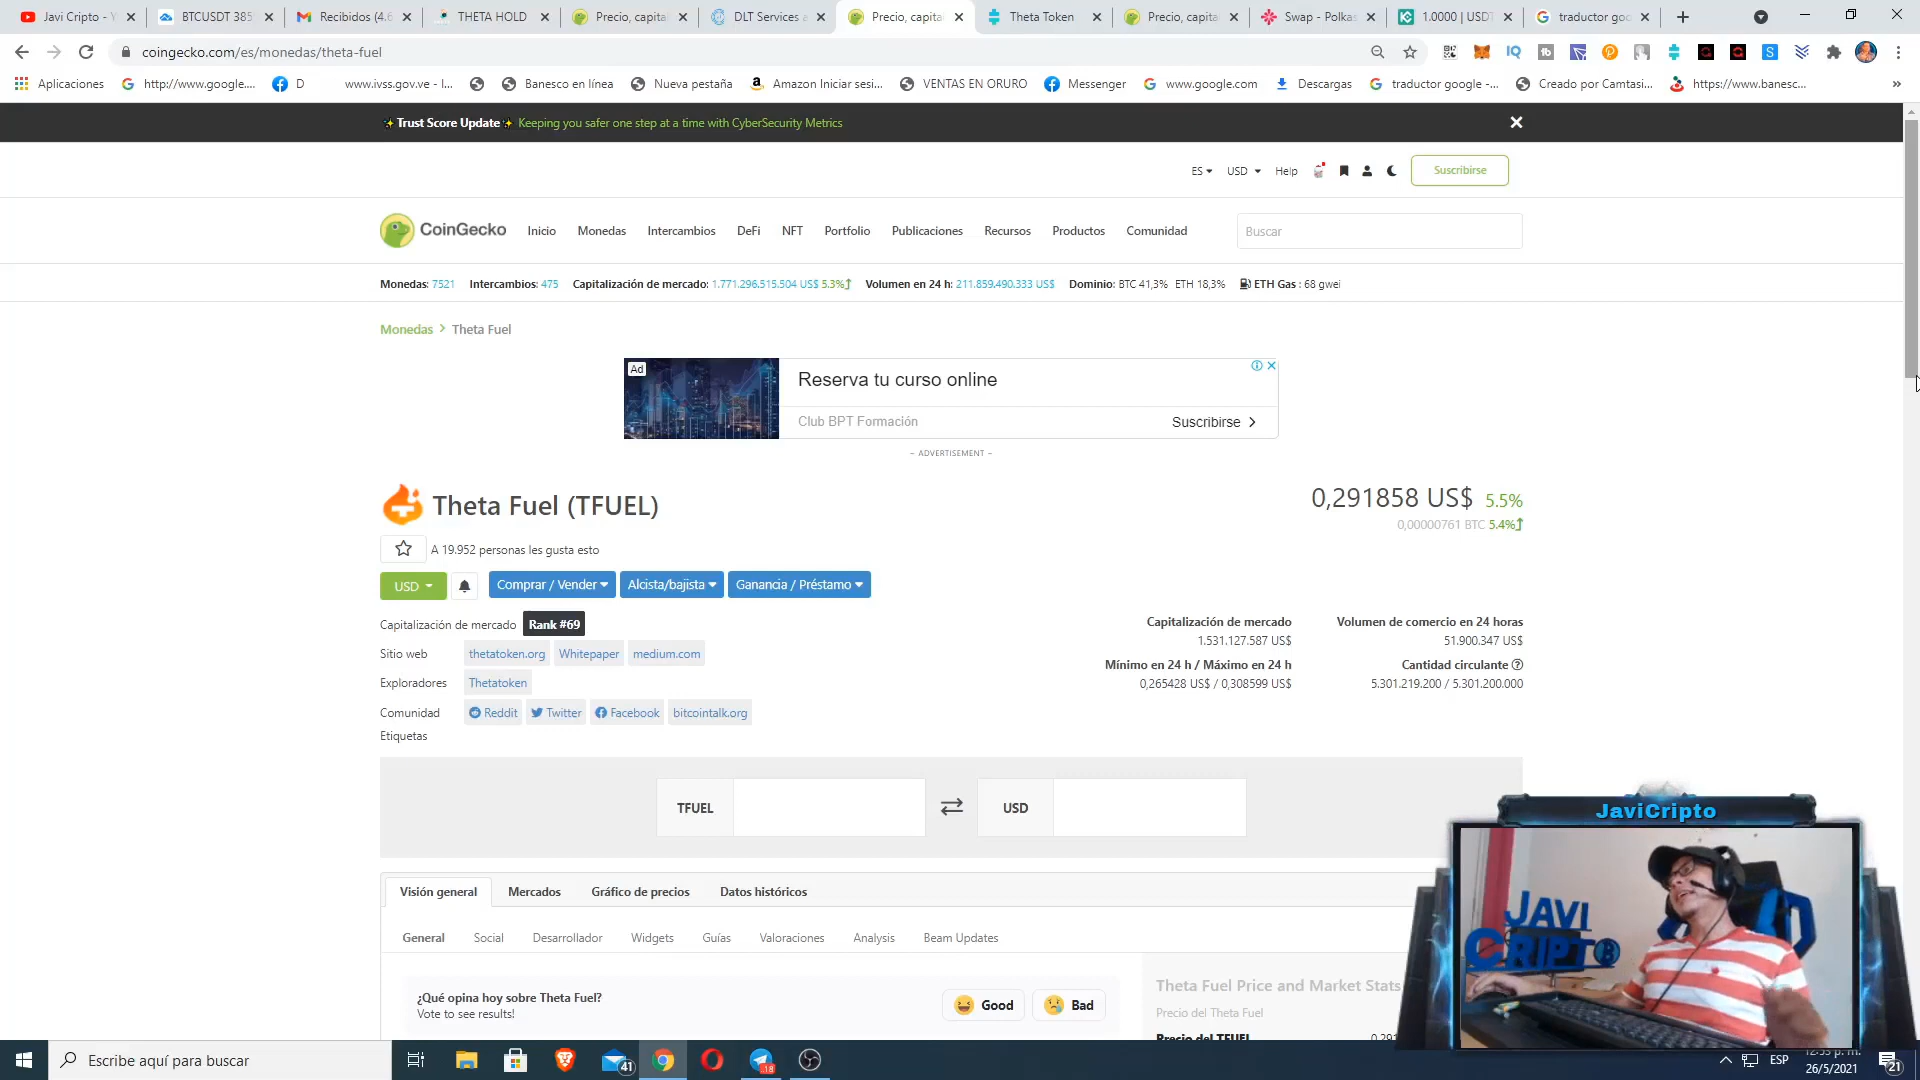 Javi Cripto - Y
BTCUSDT 385
Recibidos (4.6
THETA HOLD
Precio, capita
DLT Services a
Precio, capita
Theta Token
Precio, capita
Swap - Polkas
1.0000 | USDT
traductor goo
coingecko.com/es/monedas/theta-fuel
Aplicaciones
http://www.google....
D
www.ivss.gov.ve - I...
Banesco en línea
Nueva pestaña
Amazon Iniciar sesi...
VENTAS EN ORURO
Messenger
www.google.com
Descargas
traductor google -...
Creado por Camtasi...
https://www.banesc...
Trust Score Update
Keeping you safer one step at a time with CyberSecurity Metrics
ES
USD
Help
Suscribirse
CoinGecko
Inicio
Monedas
Intercambios
DeFi
NFT
Portfolio
Publicaciones
Recursos
Productos
Comunidad
Buscar
Monedas: 7521
Intercambios: 475
Capitalización de mercado: 1.771.296.515.504 US$ 5.3%
Volumen en 24 h: 211.859.490.333 US$
Dominio: BTC 41,3% ETH 18,3%
ETH Gas : 68 gwei
Monedas > Theta Fuel
Ad
Reserva tu curso online
Club BPT Formación
Suscribirse
– ADVERTISEMENT –
Theta Fuel (TFUEL)
0,291858 US$ 5.5%
0,00000761 BTC 5.4%
A 19.952 personas les gusta esto
USD
Comprar / Vender
Alcista/bajista
Ganancia / Préstamo
Capitalización de mercado Rank #69
Sitio web thetatoken.org Whitepaper medium.com
Exploradores Thetatoken
Comunidad Reddit Twitter Facebook bitcointalk.org
Etiquetas
Capitalización de mercado
1.531.127.587 US$
Volumen de comercio en 24 horas
51.900.347 US$
Mínimo en 24 h / Máximo en 24 h
0,265428 US$ / 0,308599 US$
Cantidad circulante
5.301.219.200 / 5.301.200.000
TFUEL
USD
JaviCripto
JAVI
CRIPTO
Visión general
Mercados
Gráfico de precios
Datos históricos
General
Social
Desarrollador
Widgets
Guías
Valoraciones
Analysis
Beam Updates
¿Qué opina hoy sobre Theta Fuel?
Vote to see results!
Good
Bad
Theta Fuel Price and Market Stats
Precio del Theta Fuel
Precio del TFUEL
0,291
Escribe aquí para buscar
41
18
ESP
12:53 p. m.
26/5/2021
21